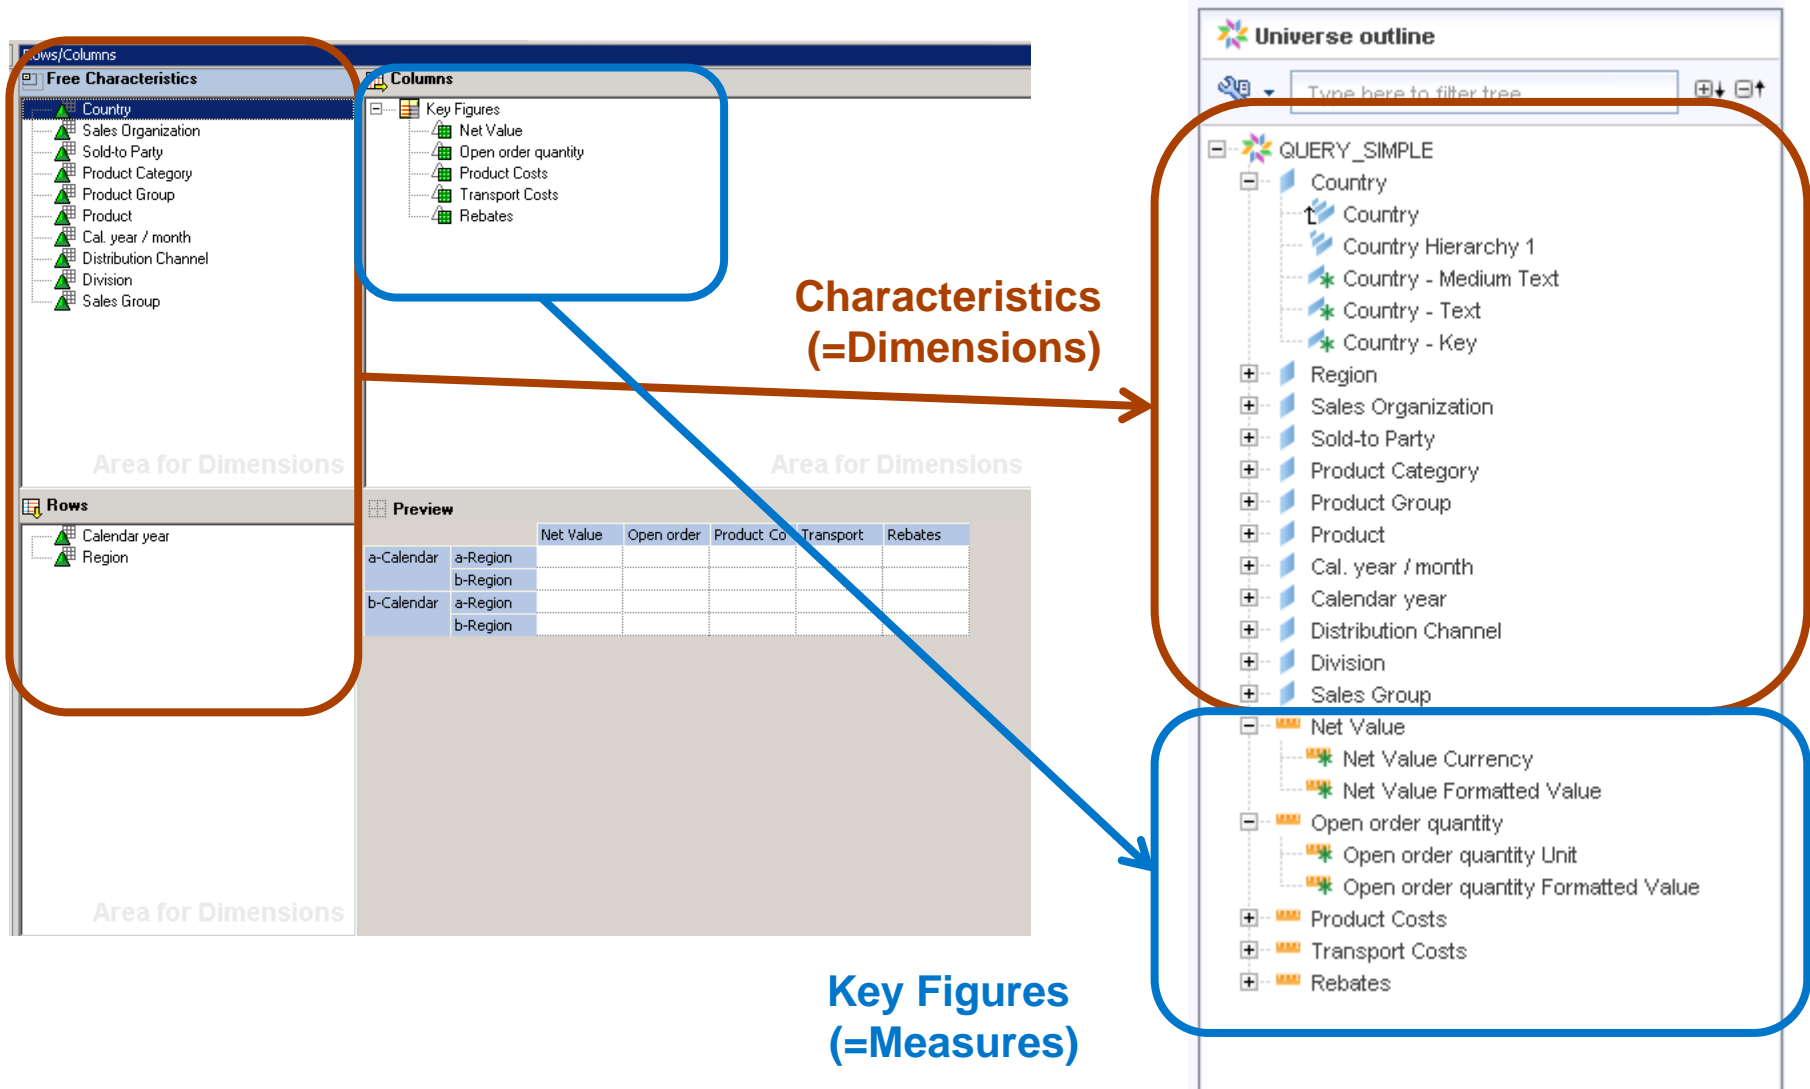 Rows/Columns
Free Characteristics
Country
Sales Organization
Sold-to Party
Product Category
Product Group
Product
Cal. year / month
Distribution Channel
Division
Sales Group
Area for Dimensions
Columns
Key Figures
Net Value
Open order quantity
Product Costs
Transport Costs
Rebates
Area for Dimensions
Rows
Calendar year
Region
Area for Dimensions
Preview
Net Value Open order Product Co Transport Rebates
a-Calendar a-Region
b-Region
b-Calendar a-Region
b-Region
Characteristics
(=Dimensions)
Key Figures
(=Measures)
Universe outline
Type here to filter tree
QUERY_SIMPLE
Country
Country
Country Hierarchy 1
Country - Medium Text
Country - Text
Country - Key
Region
Sales Organization
Sold-to Party
Product Category
Product Group
Product
Cal. year / month
Calendar year
Distribution Channel
Division
Sales Group
Net Value
Net Value Currency
Net Value Formatted Value
Open order quantity
Open order quantity Unit
Open order quantity Formatted Value
Product Costs
Transport Costs
Rebates